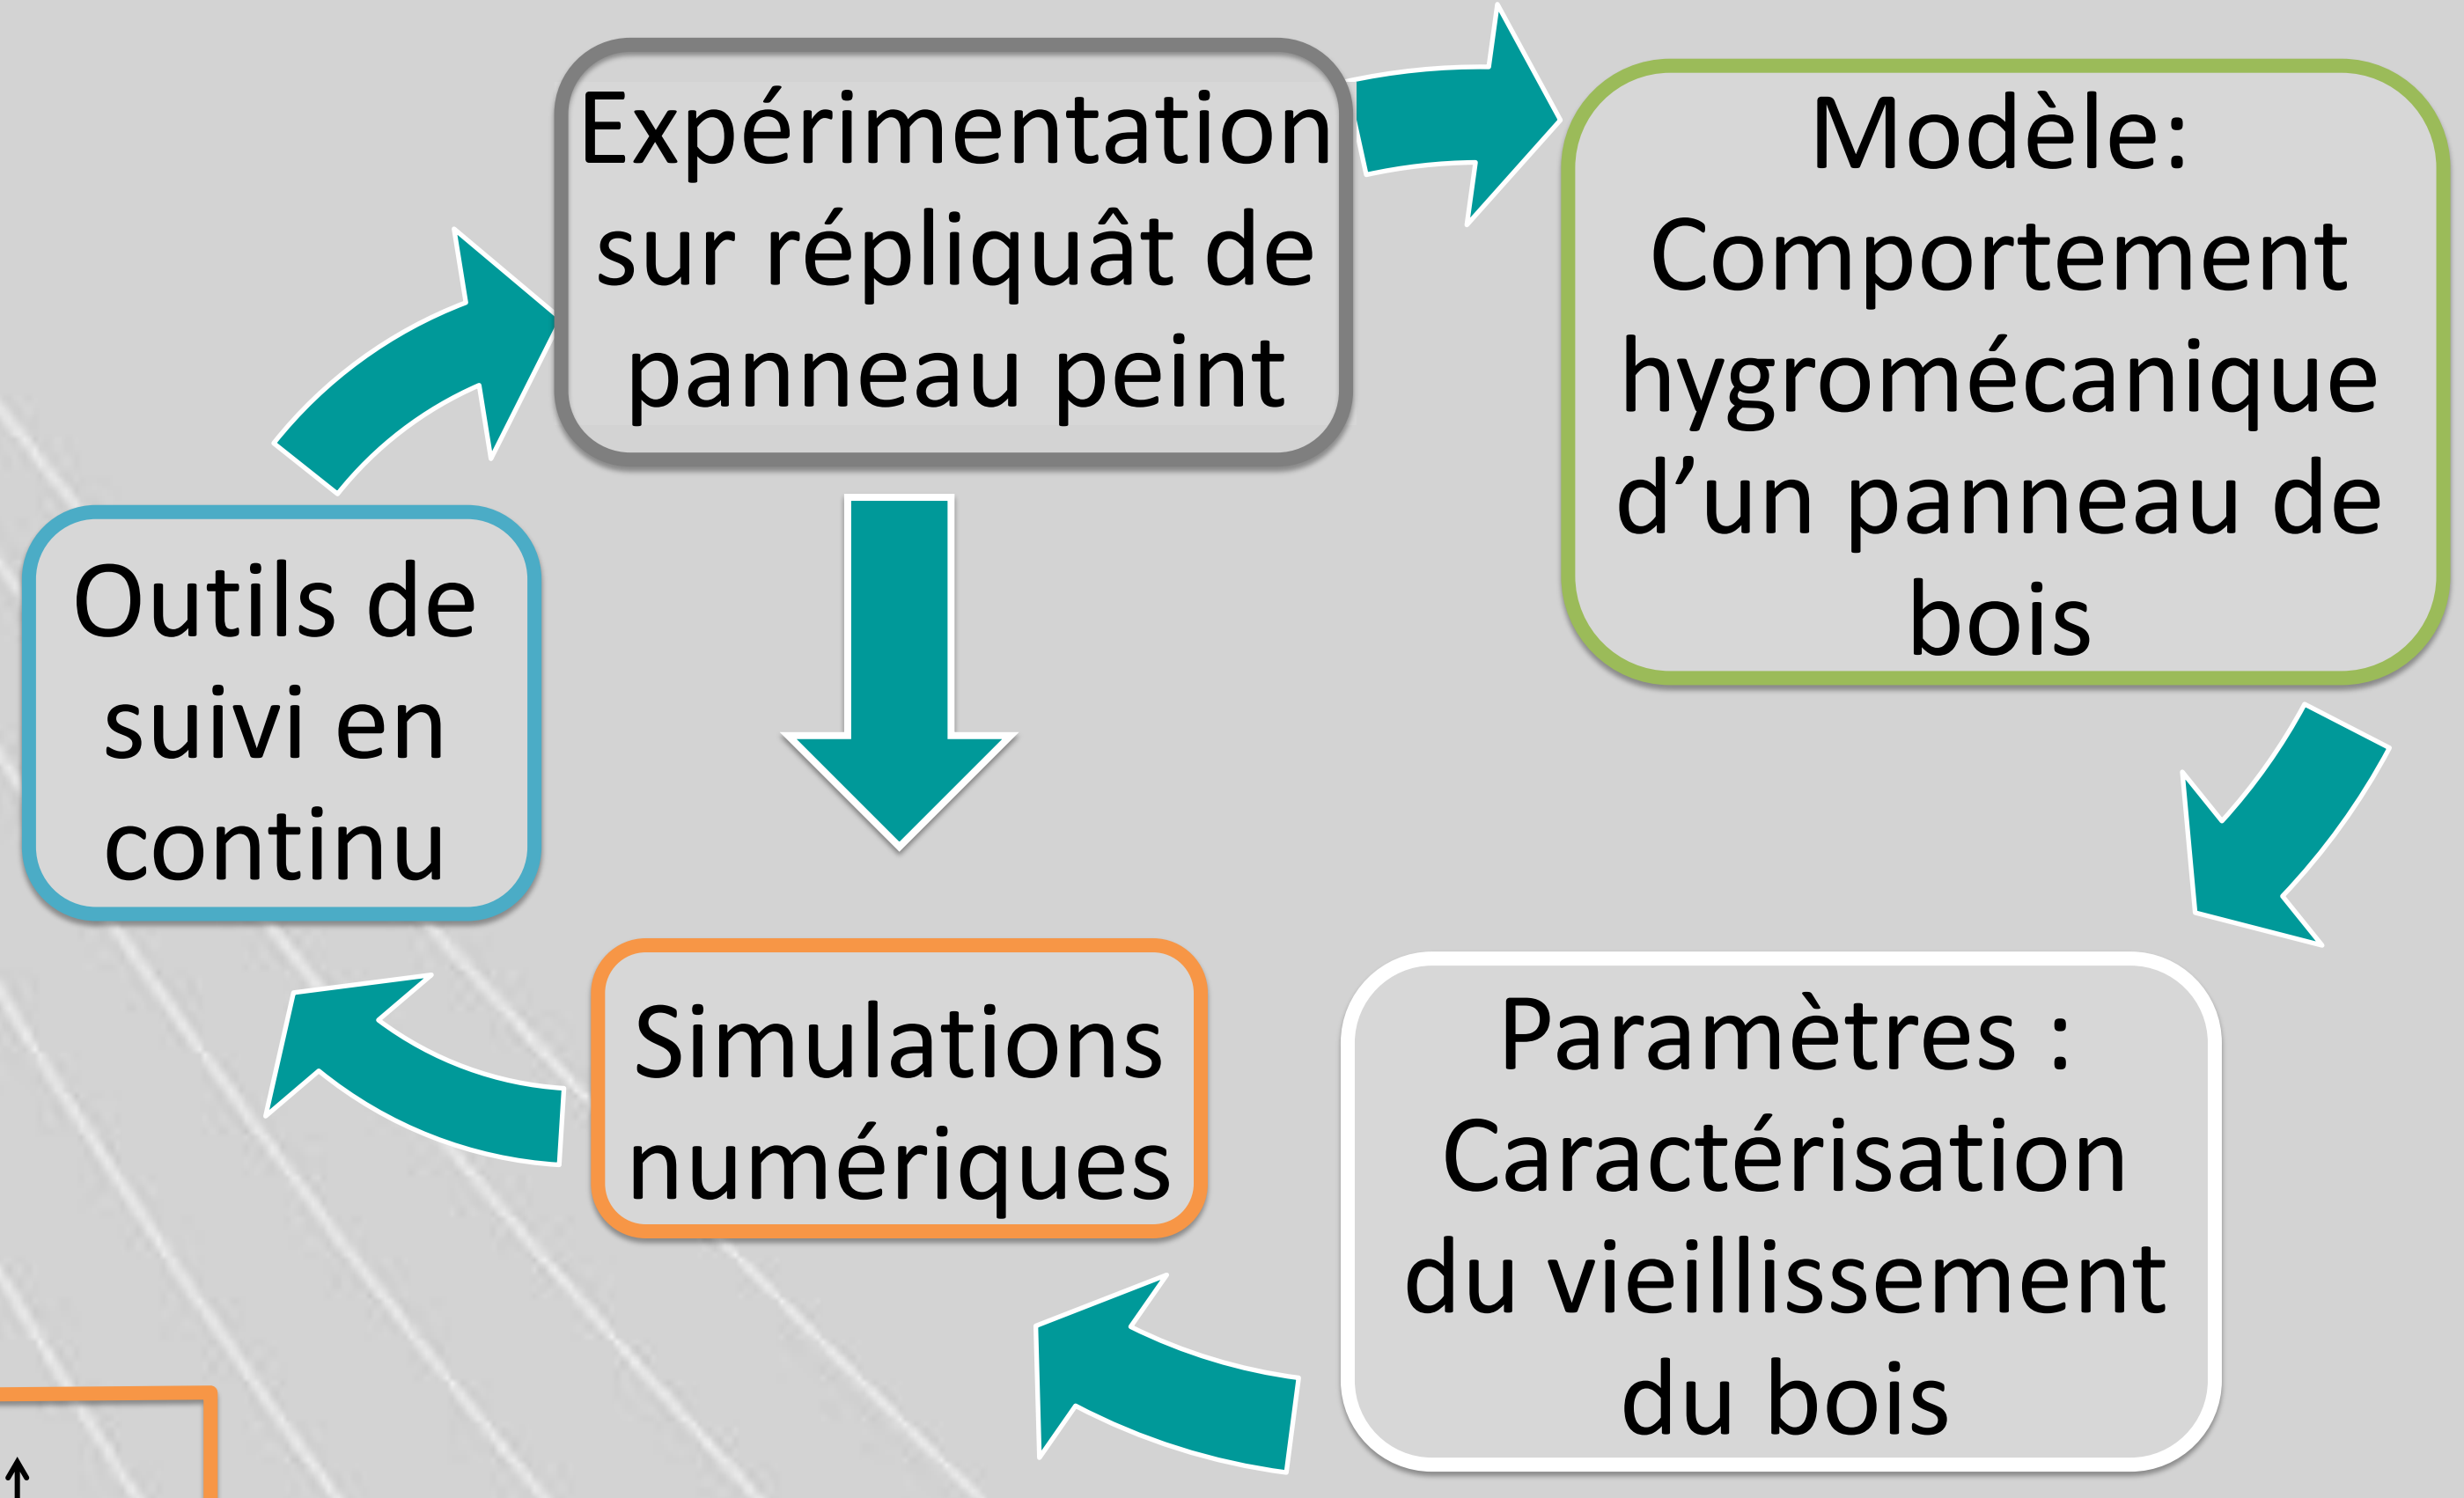 Expérimentation
sur répliquât de
panneau peint
Modèle:
Comportement
hygromécanique
d’un panneau de
bois
Outils de
suivi en
continu
Simulations
numériques
Paramètres :
Caractérisation
du vieillissement
du bois